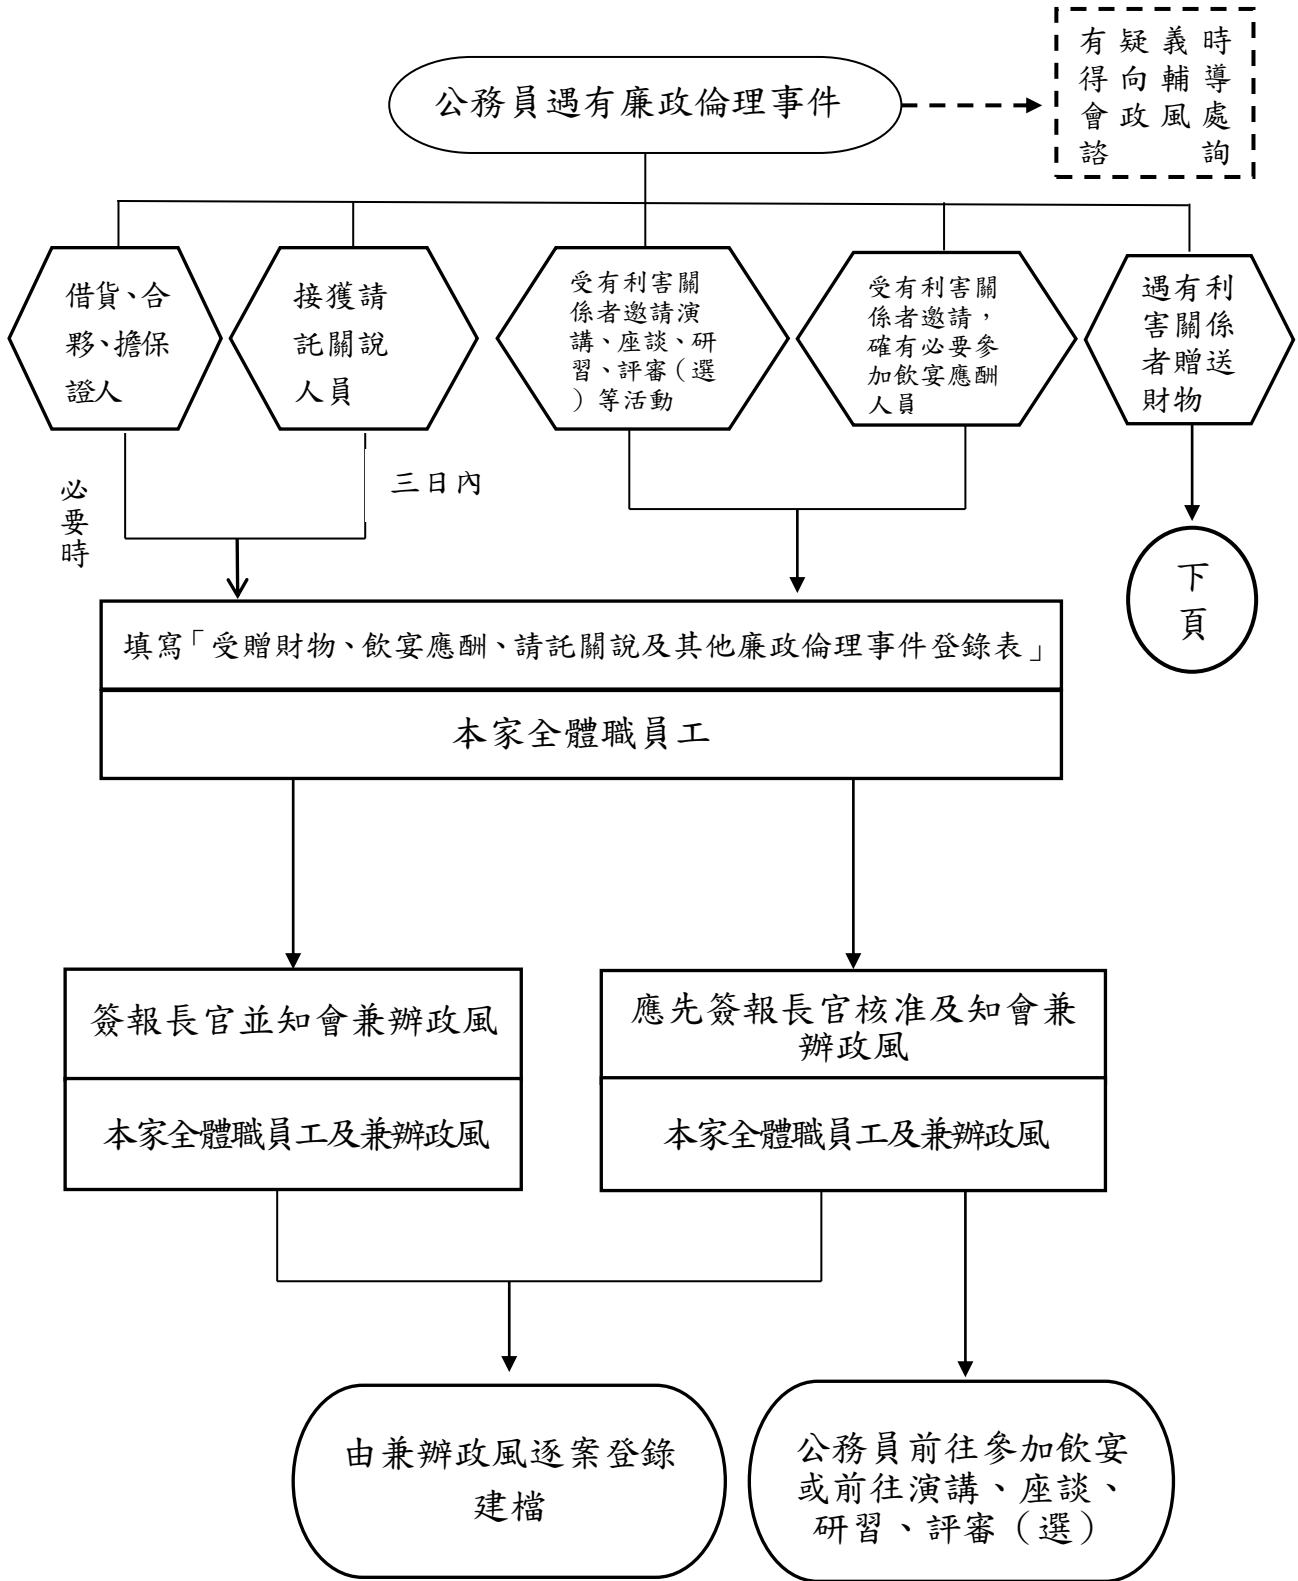 公務員遇有廉政倫理事件
有疑義時
得向輔導
會政風處
諮詢
借貨、合
夥、擔保
證人
接獲請
託關說
人員
受有利害關
係者邀請演
講、座談、研
習、評審（選
）等活動
受有利害關
係者邀請，
確有必要參
加飲宴應酬
人員
遇有利
害關係
者贈送
財物
必要時
三日內
下頁
填寫「受贈財物、飲宴應酬、請託關說及其他廉政倫理事件登錄表」
本家全體職員工
簽報長官並知會兼辦政風
本家全體職員工及兼辦政風
應先簽報長官核准及知會兼
辦政風
本家全體職員工及兼辦政風
由兼辦政風逐案登錄
建檔
公務員前往參加飲宴
或前往演講、座談、
研習、評審（選）